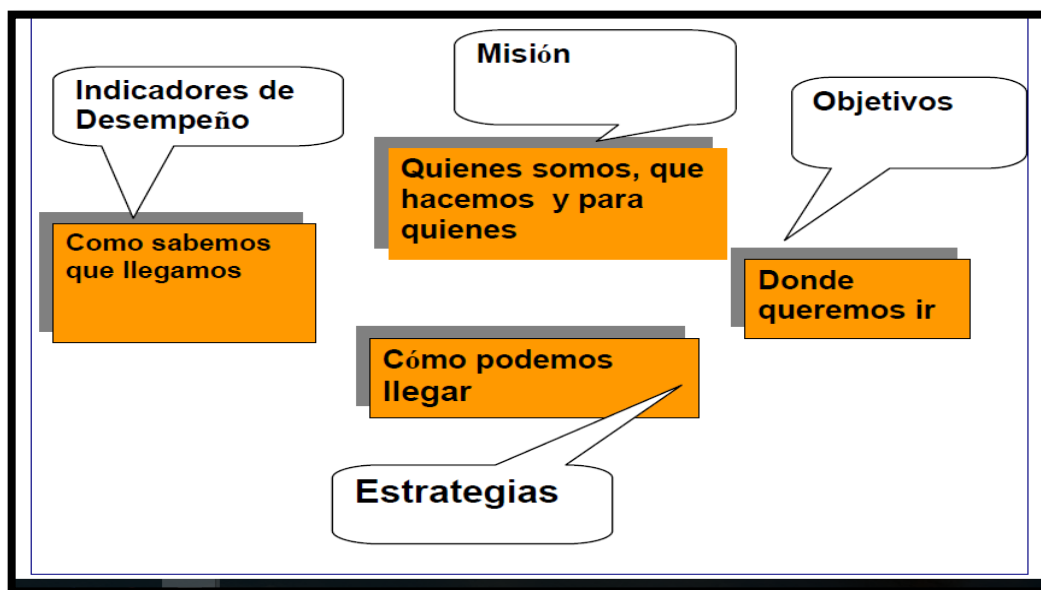 Misión
Indicadores de
Desempeño
Objetivos
Quienes somos, que
hacemos y para
quienes
Como sabemos
que llegamos
Donde
queremos ir
Cómo podemos
llegar
Estrategias